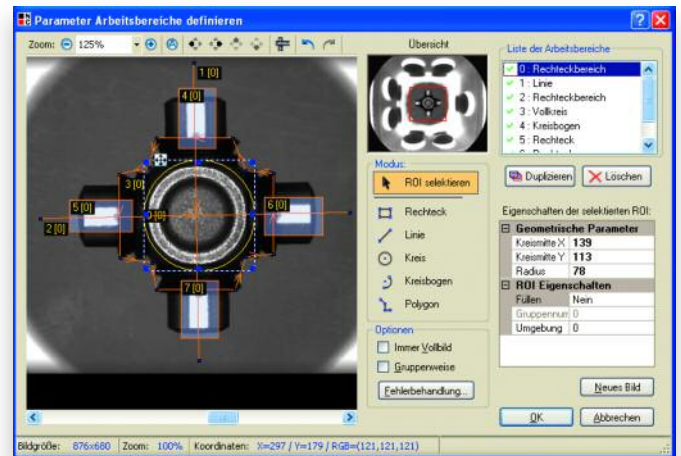 Parameter Arbeitsbereiche definieren
Zoom: 125%
Übersicht
Liste der Arbeitsbereiche
0 : Rechteckbereich
1 : Linie
2 : Rechteckbereich
3 : Vollkreis
4 : Kreisbogen
5 : Rechteck
Duplizieren
Löschen
1 [0]
4 [0]
3 [0]
5 [0]
6 [0]
2 [0]
7 [0]
Modus:
ROI selektieren
Rechteck
Linie
Kreis
Kreisbogen
Polygon
Optionen
Immer Vollbild
Gruppenweise
Fehlerbehandlung...
Eigenschaften der selektierten ROI:
Geometrische Parameter
Kreismitte X 139
Kreismitte Y 113
Radius 78
ROI Eigenschaften
Füllen Nein
Gruppennum 0
Umgebung 0
Neues Bild
OK
Abbrechen
Bildgröße: 876x680 Zoom: 100% Koordinaten: X=297 / Y=179 / RGB=(121,121,121)